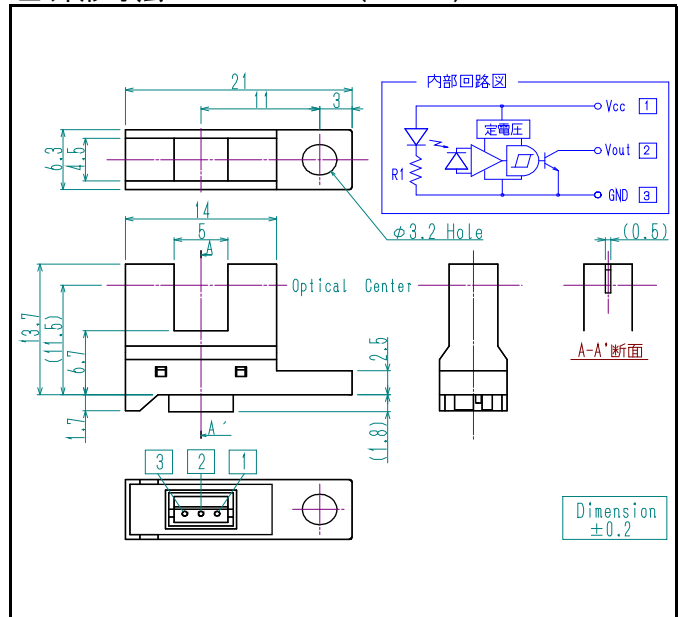 21
11
3
6.3
4.5
内部回路図
Vcc 1
定電圧
Vout 2
R1
GND 3
φ3.2 Hole
14
5
A
(0.5)
Optical Center
13.7
(11.5)
6.7
2.5
A-A'断面
1.7
A'
(1.8)
3 2 1
Dimension
±0.2